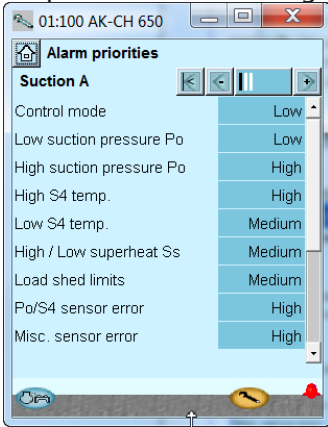 01:100 AK-CH 650
Alarm priorities
Suction A
Control mode Low
Low suction pressure Po Low
High suction pressure Po High
High S4 temp. High
Low S4 temp. Medium
High / Low superheat Ss Medium
Load shed limits Medium
Po/S4 sensor error High
Misc. sensor error High